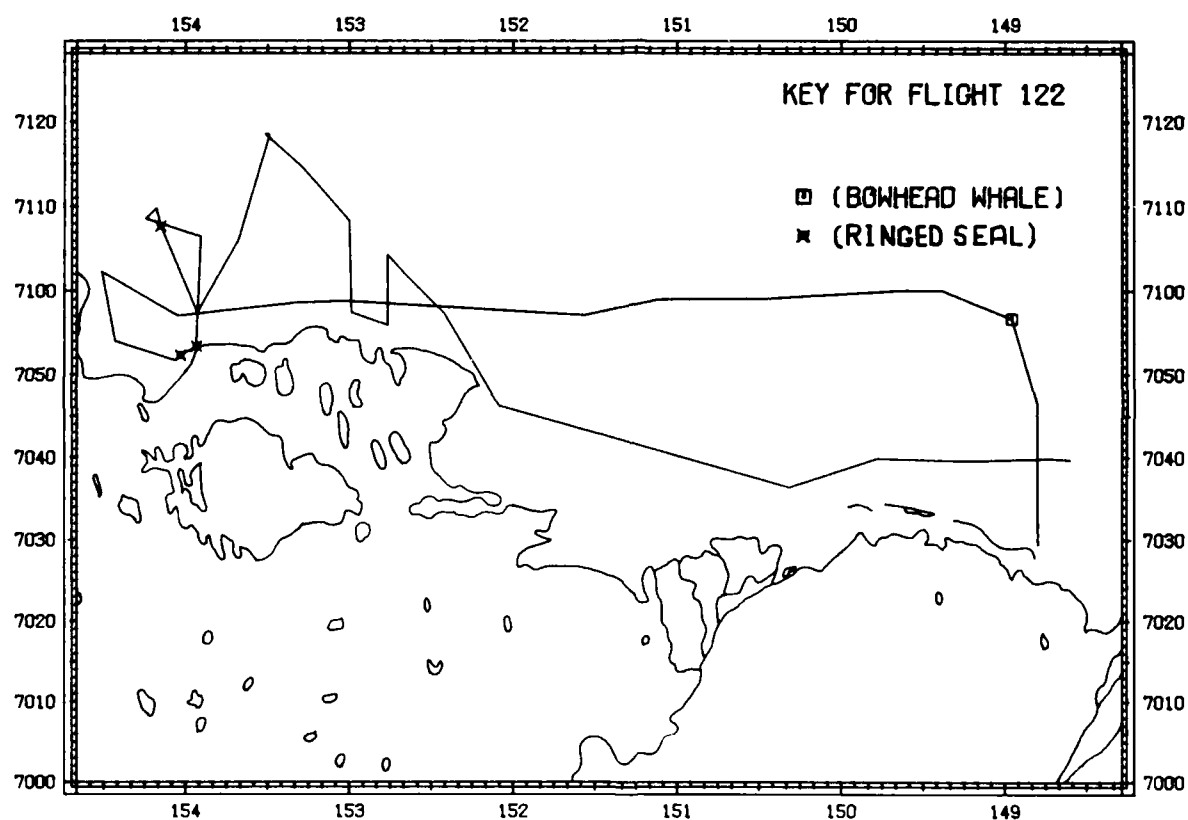 154 153 152 151 150 149
KEY FOR FLIGHT 122
7120 7120
(BOWHEAD WHALE)
7110 7110
(RINGED SEAL)
7100 7100
7050 7050
7040 7040
7030 7030
7020 7020
7010 7010
7000 7000
154 153 152 151 150 149